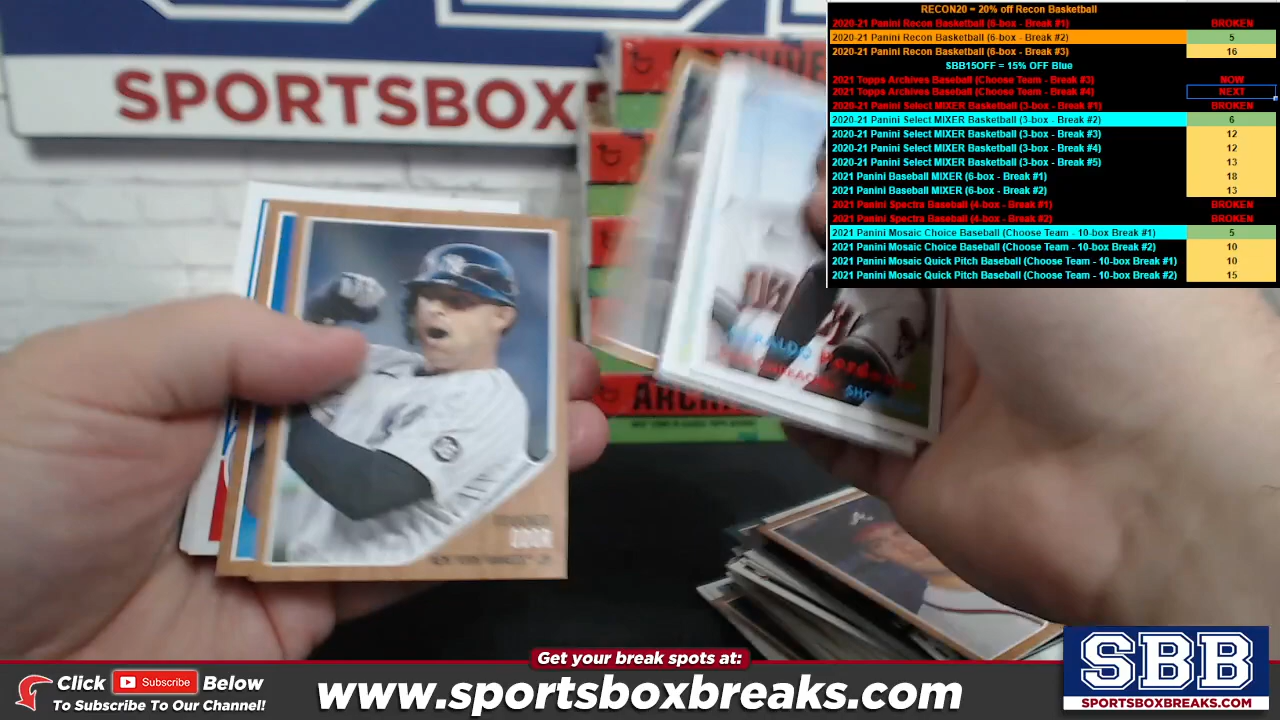 SPORTSBOX
RECON20 = 20% off Recon Basketball
2020-21 Panini Recon Basketball (6-box - Break #1) BROKEN
2020-21 Panini Recon Basketball (6-box - Break #2) 5
2020-21 Panini Recon Basketball (6-box - Break #3) 16
SBB15OFF = 15% OFF Blue
2021 Topps Archives Baseball (Choose Team - Break #3) NOW
2021 Topps Archives Baseball (Choose Team - Break #4) NEXT
2020-21 Panini Select MIXER Basketball (3-box - Break #1) BROKEN
2020-21 Panini Select MIXER Basketball (3-box - Break #2) 6
2020-21 Panini Select MIXER Basketball (3-box - Break #3) 12
2020-21 Panini Select MIXER Basketball (3-box - Break #4) 12
2020-21 Panini Select MIXER Basketball (3-box - Break #5) 13
2021 Panini Baseball MIXER (6-box - Break #1) 18
2021 Panini Baseball MIXER (6-box - Break #2) 13
2021 Panini Spectra Baseball (4-box - Break #1) BROKEN
2021 Panini Spectra Baseball (4-box - Break #2) BROKEN
2021 Panini Mosaic Choice Baseball (Choose Team - 10-box Break #1) 5
2021 Panini Mosaic Choice Baseball (Choose Team - 10-box Break #2) 10
2021 Panini Mosaic Quick Pitch Baseball (Choose Team - 10-box Break #1) 10
2021 Panini Mosaic Quick Pitch Baseball (Choose Team - 10-box Break #2) 15
ODOR
Get your break spots at:
Click Subscribe Below
To Subscribe To Our Channel!
www.sportsboxbreaks.com
SBB
SPORTSBOXBREAKS.COM